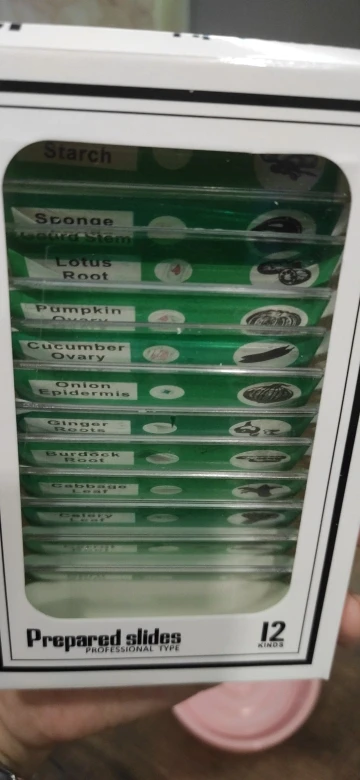 Starch
Sponge
Gourd Stem
Lotus
Root
Pumpkin
Ovary
Cucumber
Ovary
Onion
Epidermis
Ginger
Roots
Burdock
Root
Cabbage
Leaf
Celery
Leaf
Prepared slides
PROFESSIONAL TYPE
12
KINDS